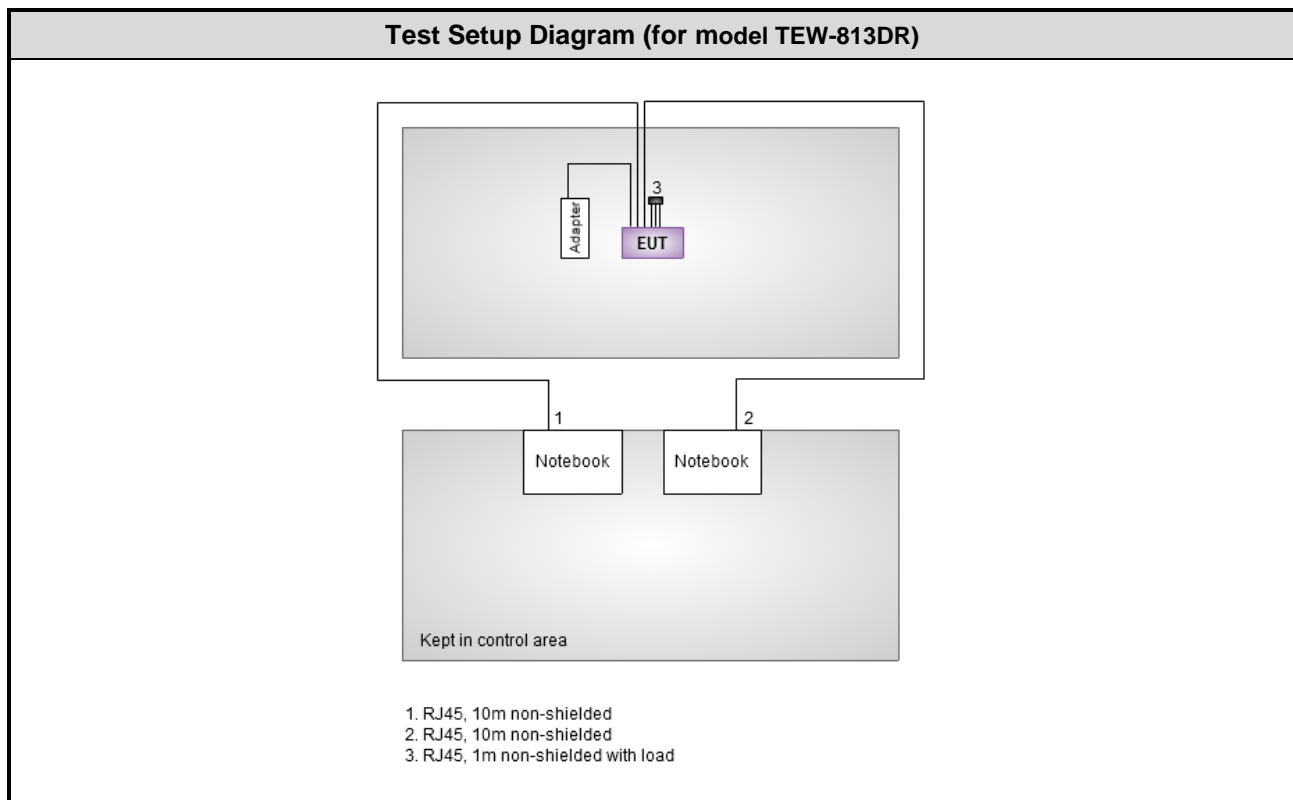 Test Setup Diagram (for model TEW-813DR)
3
Adapter
EUT
1
2
Notebook
Notebook
Kept in control area
1. RJ45, 10m non-shielded
2. RJ45, 10m non-shielded
3. RJ45, 1m non-shielded with load